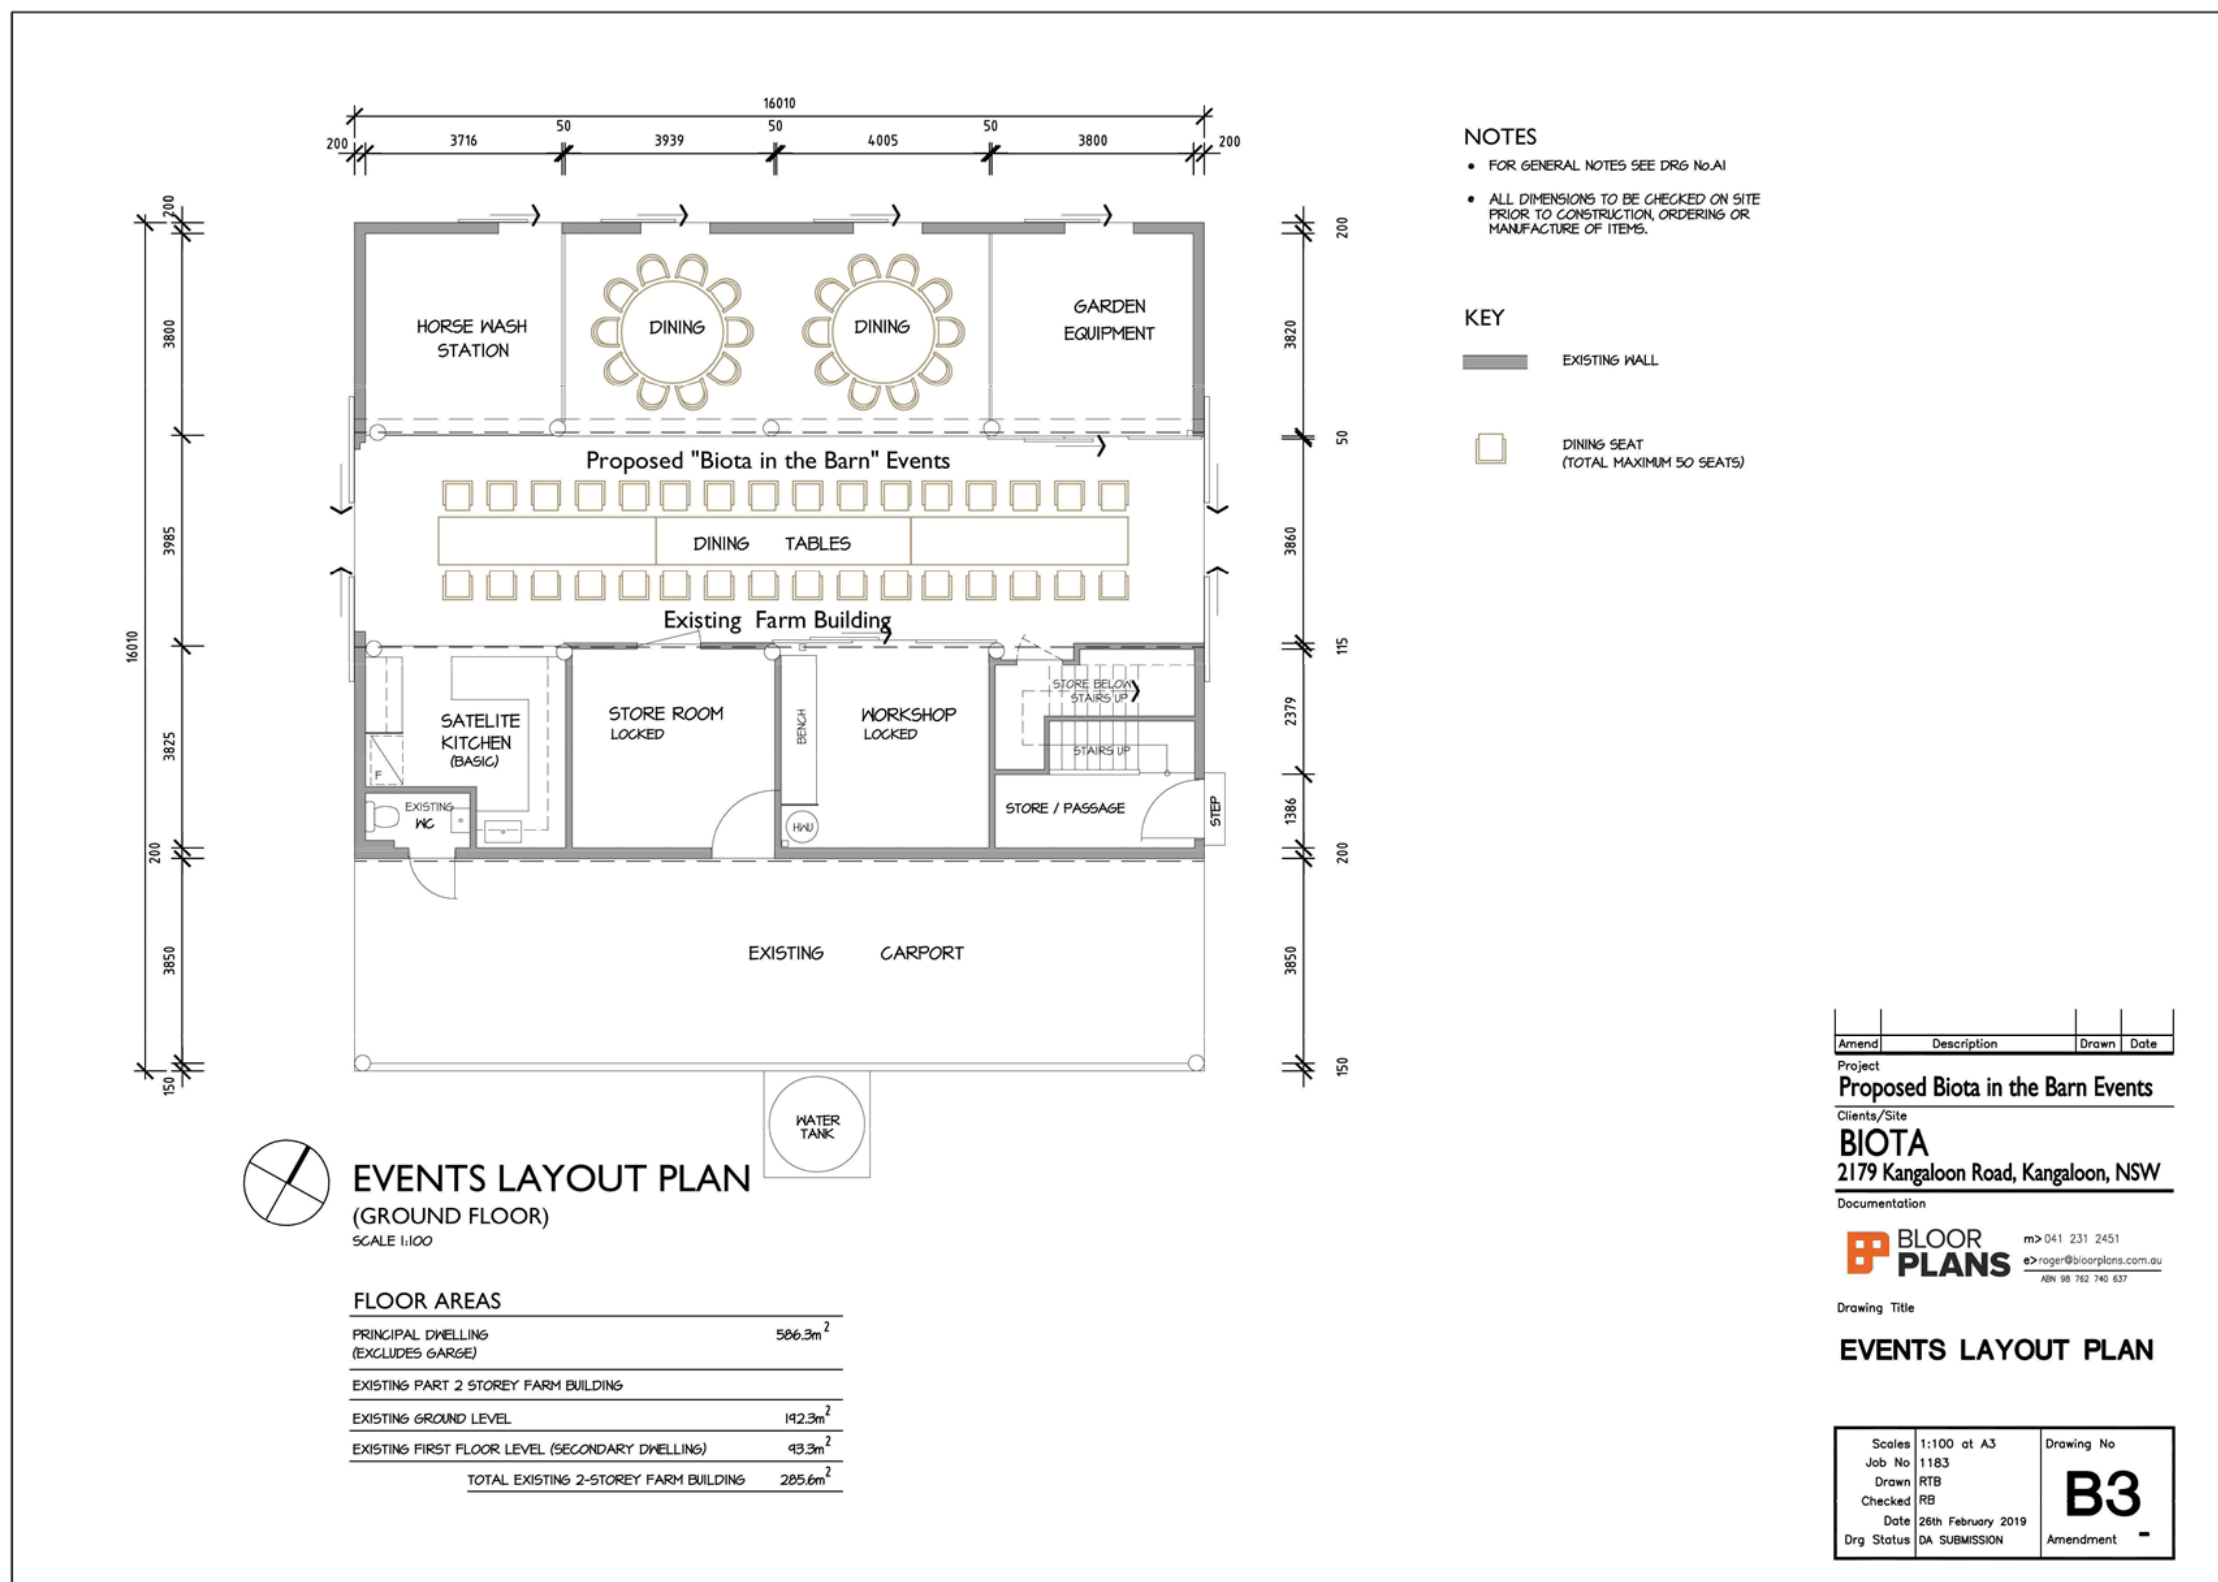 16010
50
50
50
200
3716
3939
4005
3800
200
200
3800
3985
16010
3825
200
3850
150
200
3820
50
3860
115
2379
1386
200
3850
150
HORSE WASH
STATION
DINING
DINING
GARDEN
EQUIPMENT
Proposed "Biota in the Barn" Events
DINING TABLES
Existing Farm Building
SATELITE
KITCHEN
(BASIC)
F
EXISTING
WC
STORE ROOM
LOCKED
BENCH
HWU
WORKSHOP
LOCKED
STORE BELOW
STAIRS UP
STAIRS UP
STORE / PASSAGE
STEP
EXISTING CARPORT
WATER
TANK
EVENTS LAYOUT PLAN
(GROUND FLOOR)
SCALE 1:100
FLOOR AREAS
PRINCIPAL DWELLING 586.3m²
(EXCLUDES GARGE)
EXISTING PART 2 STOREY FARM BUILDING
EXISTING GROUND LEVEL 192.3m²
EXISTING FIRST FLOOR LEVEL (SECONDARY DWELLING) 93.3m²
TOTAL EXISTING 2-STOREY FARM BUILDING 285.6m²
NOTES
• FOR GENERAL NOTES SEE DRG No.A1
• ALL DIMENSIONS TO BE CHECKED ON SITE
PRIOR TO CONSTRUCTION, ORDERING OR
MANUFACTURE OF ITEMS.
KEY
EXISTING WALL
DINING SEAT
(TOTAL MAXIMUM 50 SEATS)
Amend Description Drawn Date
Project
Proposed Biota in the Barn Events
Clients/Site
BIOTA
2179 Kangaloon Road, Kangaloon, NSW
Documentation
BLOOR
PLANS
m> 041 231 2451
e> roger@bloorplans.com.au
ABN 98 762 740 637
Drawing Title
EVENTS LAYOUT PLAN
Scales 1:100 at A3
Job No 1183
Drawn RTB
Checked RB
Date 26th February 2019
Drg Status DA SUBMISSION
Drawing No
B3
Amendment -